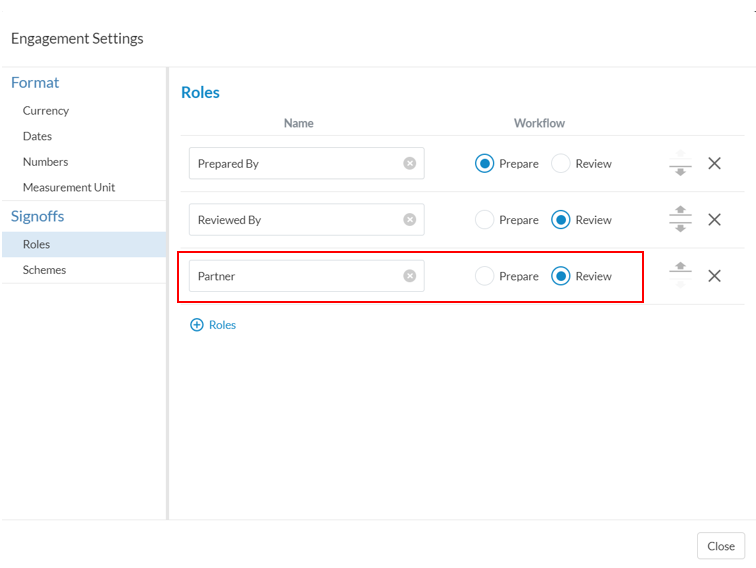 Engagement Settings
Format
Currency
Dates
Numbers
Measurement Unit
Signoffs
Roles
Schemes
Roles
Name Workflow
Prepared By Prepare Review
Reviewed By Prepare Review
Partner Prepare Review
Roles
Close